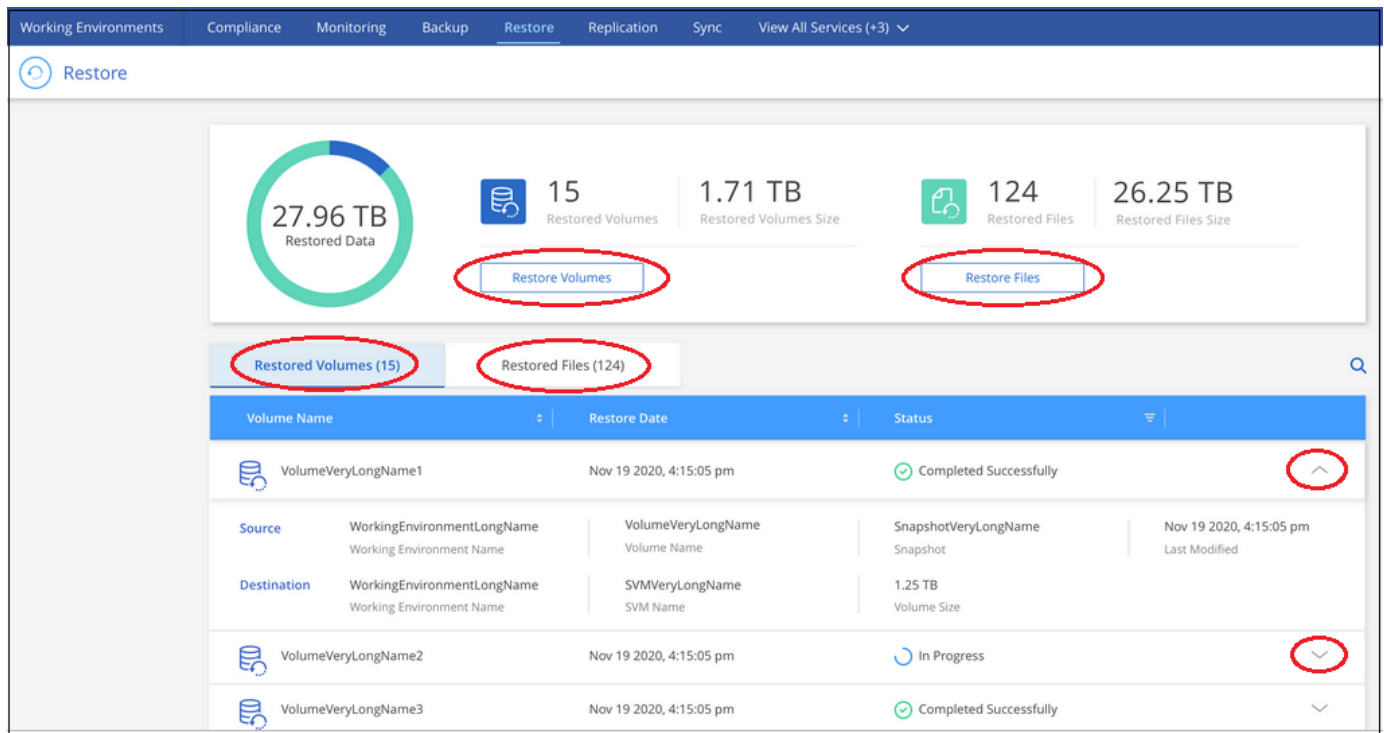 Working Environments Compliance Monitoring Backup Restore Replication Sync View All Services (+3)
Restore
27.96 TB
Restored Data
15
Restored Volumes
1.71 TB
Restored Volumes Size
Restore Volumes
124
Restored Files
26.25 TB
Restored Files Size
Restore Files
Restored Volumes (15) Restored Files (124)
Volume Name Restore Date Status
VolumeVeryLongName1 Nov 19 2020, 4:15:05 pm Completed Successfully
Source WorkingEnvironmentLongName VolumeVeryLongName SnapshotVeryLongName Nov 19 2020, 4:15:05 pm
Working Environment Name Volume Name Snapshot Last Modified
Destination WorkingEnvironmentLongName SVMVeryLongName 1.25 TB
Working Environment Name SVM Name Volume Size
VolumeVeryLongName2 Nov 19 2020, 4:15:05 pm In Progress
VolumeVeryLongName3 Nov 19 2020, 4:15:05 pm Completed Successfully